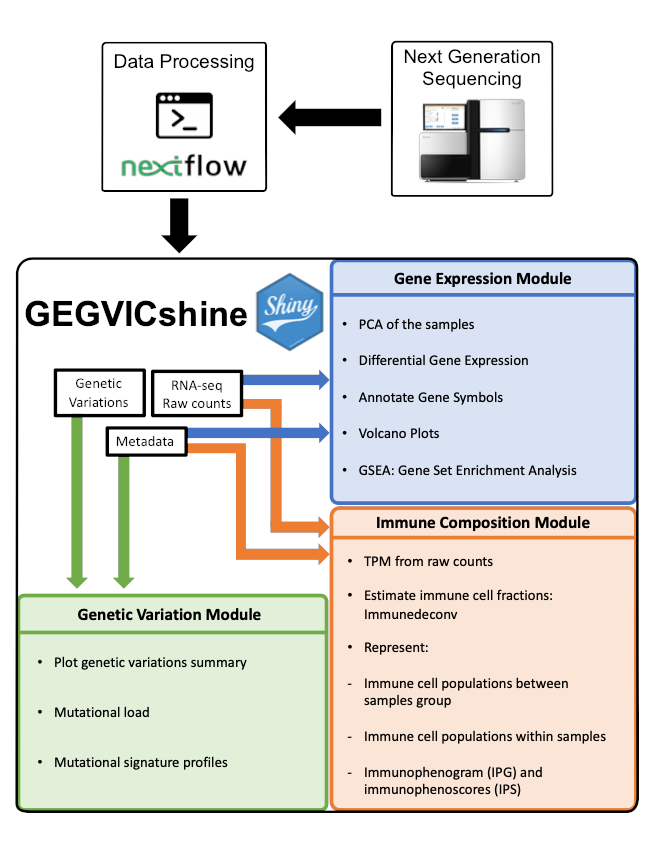 Data Processing
>_
nextflow
Next Generation
Sequencing
GEGVICshine
Shiny
Genetic
Variations
RNA-seq
Raw counts
Metadata
Gene Expression Module
• PCA of the samples
• Differential Gene Expression
• Annotate Gene Symbols
• Volcano Plots
• GSEA: Gene Set Enrichment Analysis
Immune Composition Module
• TPM from raw counts
• Estimate immune cell fractions:
Immunedeconv
• Represent:
- Immune cell populations between
samples group
- Immune cell populations within samples
- Immunophenogram (IPG) and
immunophenoscores (IPS)
Genetic Variation Module
• Plot genetic variations summary
• Mutational load
• Mutational signature profiles